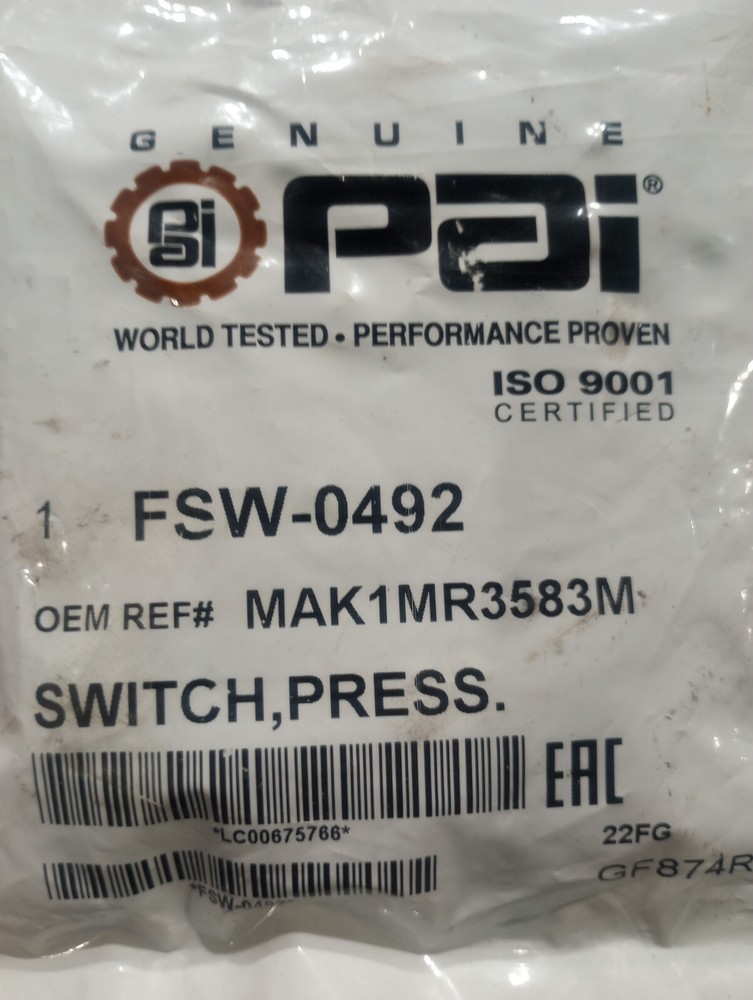 GENUINE
pai
pai®
WORLD TESTED • PERFORMANCE PROVEN
ISO 9001
CERTIFIED
1 FSW-0492
OEM REF# MAK1MR3583M
SWITCH,PRESS.
EAC
*LC00675766*
22FG
GF874R